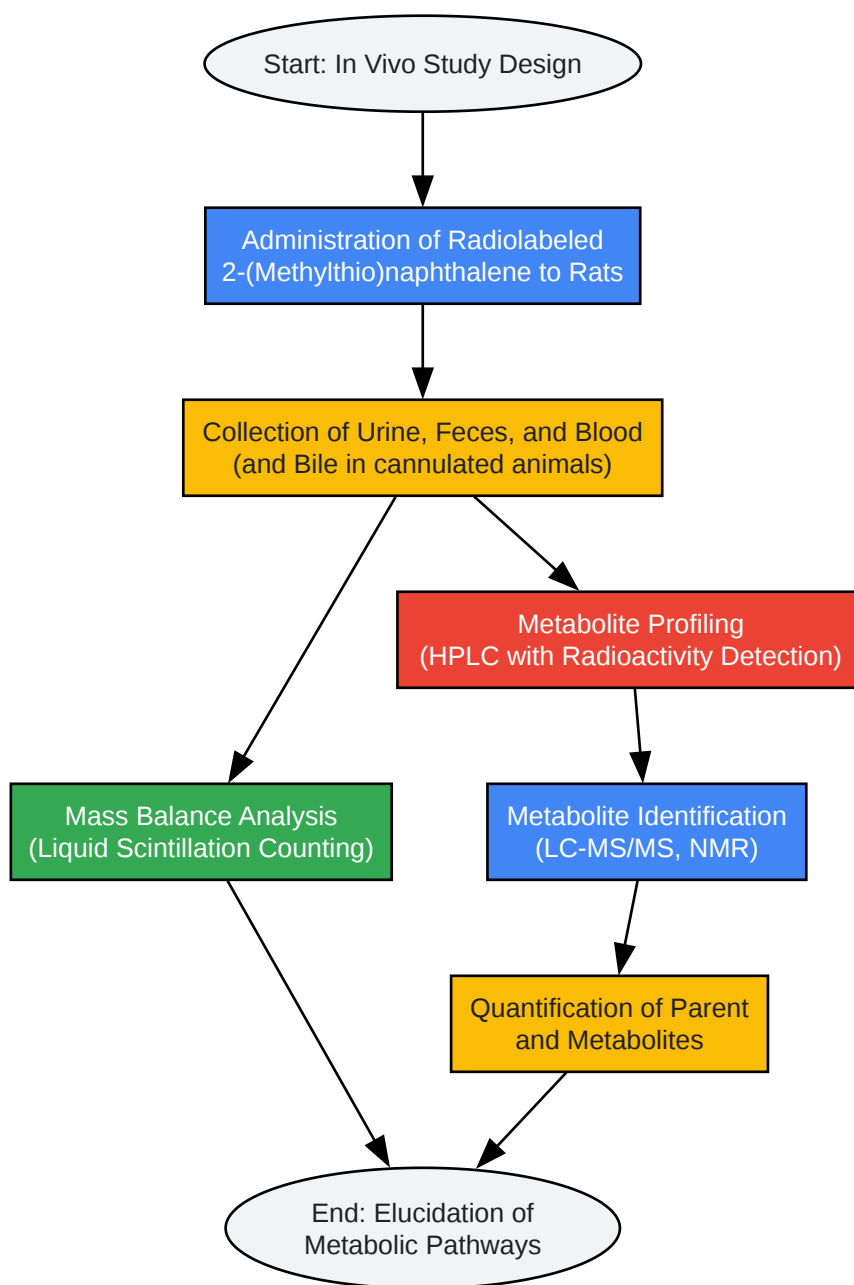 Start: In Vivo Study Design
Administration of Radiolabeled
2-(Methylthio)naphthalene to Rats
Collection of Urine, Feces, and Blood
(and Bile in cannulated animals)
Metabolite Profiling
(HPLC with Radioactivity Detection)
Mass Balance Analysis
(Liquid Scintillation Counting)
Metabolite Identification
(LC-MS/MS, NMR)
Quantification of Parent
and Metabolites
End: Elucidation of
Metabolic Pathways